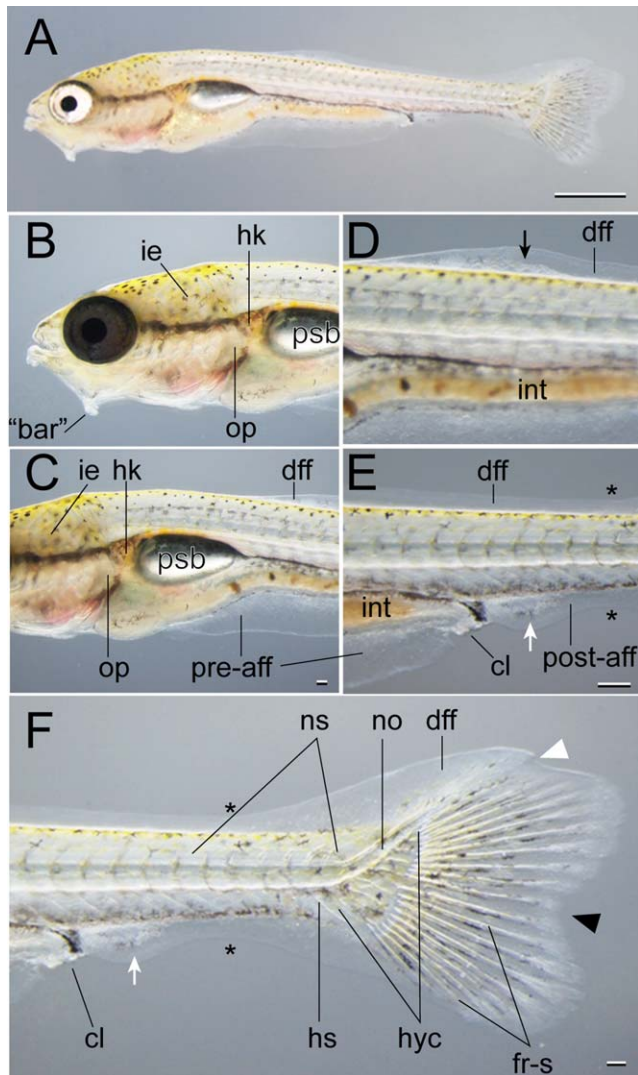 A
B
ie
hk
psb
op
"bar"
D
dff
int
C
ie
hk
dff
psb
op
pre-aff
E
dff
*
int
*
cl
post-aff
F
ns
no
dff
*
*
cl
hs
hyc
fr-s